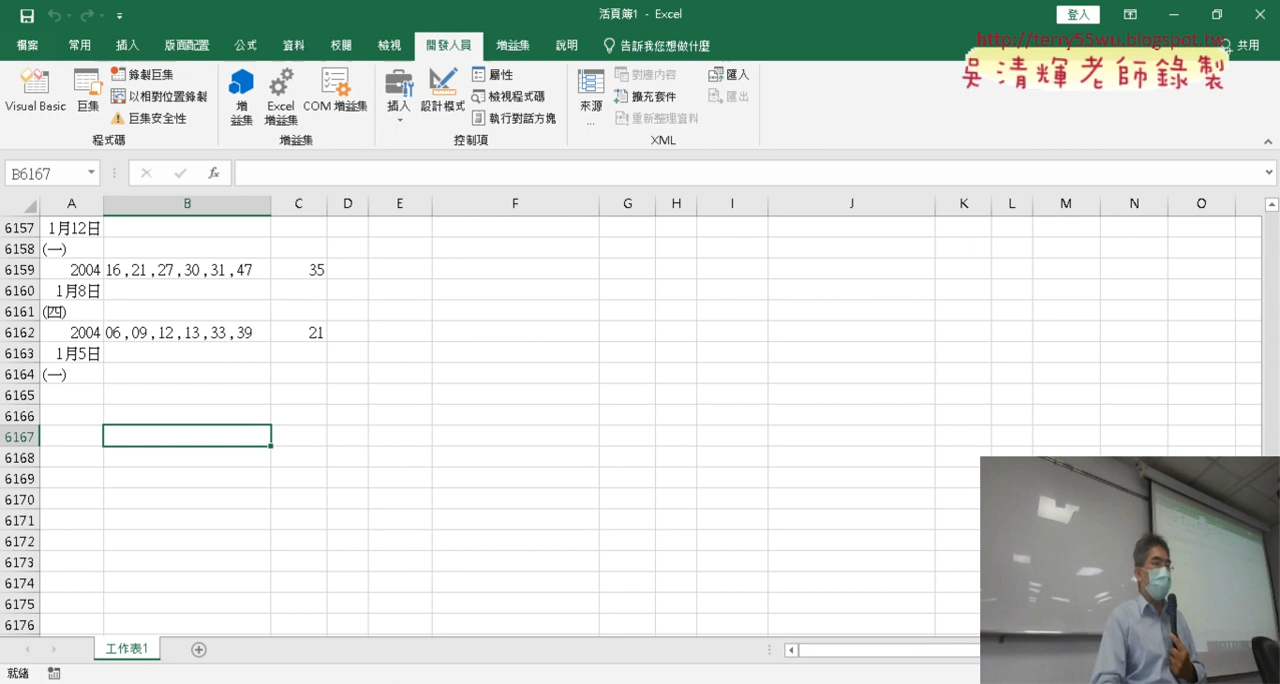 活頁簿1 - Excel
登入
檔案 常用 插入 版面配置 公式 資料 校閱 檢視 開發人員 增益集 說明 告訴我您想做什麼 共用
http://terry55wu.blogspot.tw
吳清輝老師錄製
Visual Basic 巨集 錄製巨集 以相對位置錄製 巨集安全性
增益集 Excel 增益集 COM 增益集
插入 設計模式 屬性 檢視程式碼 執行對話方塊
來源... 對應內容 擴充套件 重新整理資料 匯入 匯出
程式碼 增益集 控制項 XML
B6167 fx
A B C D E F G H I J K L M N O
6157 1月12日
6158 (一)
6159 2004 16,21,27,30,31,47 35
6160 1月8日
6161 (四)
6162 2004 06,09,12,13,33,39 21
6163 1月5日
6164 (一)
6165
6166
6167
6168
6169
6170
6171
6172
6173
6174
6175
6176
工作表1
就緒